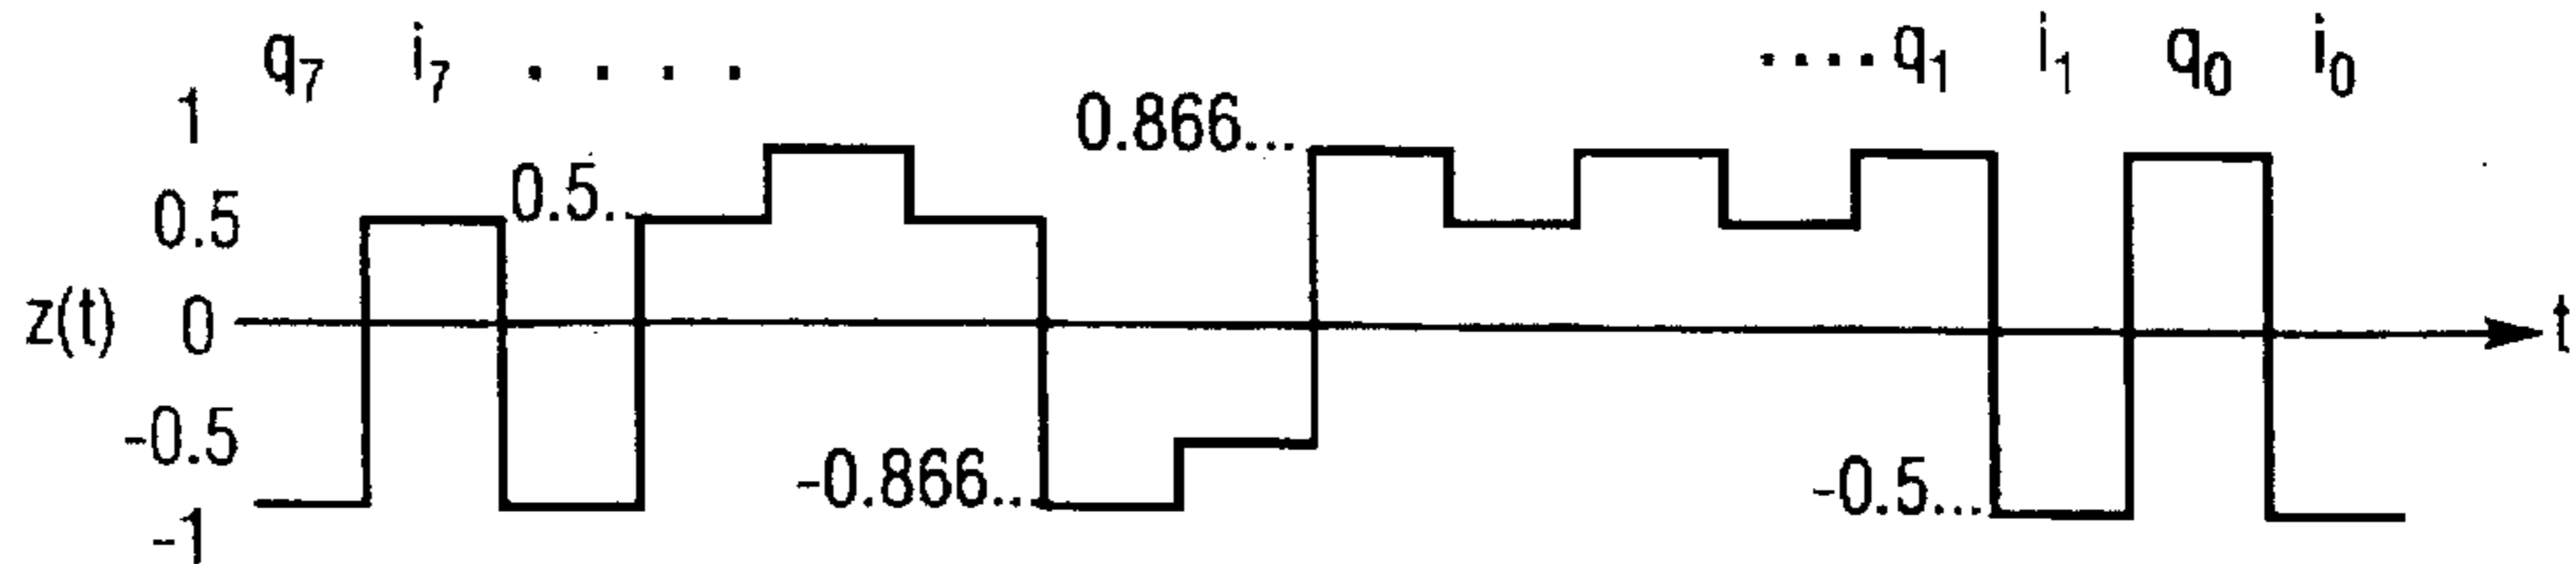 q₇ i₇ . . . . . . . . q₁ i₁ q₀ i₀
1
0.866...
0.5
0.5...
z(t) 0
t
-0.5
-0.866...
-0.5...
-1